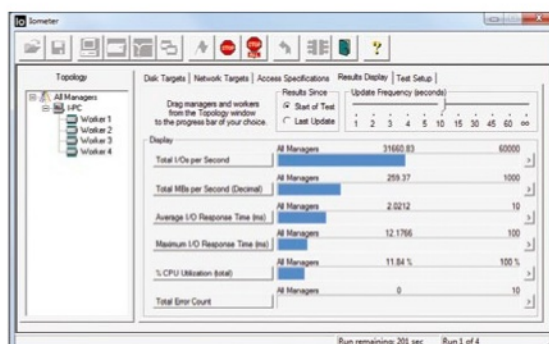 Io Iometer
STOP
STOP ALL
?
Topology
All Managers
I-PC
Worker 1
Worker 2
Worker 3
Worker 4
Disk Targets | Network Targets | Access Specifications | Results Display | Test Setup
Drag managers and workers
from the Topology window
to the progress bar of your choice.
Results Since
Start of Test
Last Update
Update Frequency (seconds)
1 2 3 4 5 10 15 30 45 60 ∞
Display
All Managers 31660.83 60000
Total I/Os per Second >
All Managers 259.37 1000
Total MBs per Second (Decimal) >
All Managers 2.0212 10
Average I/O Response Time (ms) >
All Managers 12.1766 100
Maximum I/O Response Time (ms) >
All Managers 11.84 % 100 %
% CPU Utilization (total) >
All Managers 0 10
Total Error Count >
Run remaining: 201 sec Run 1 of 4